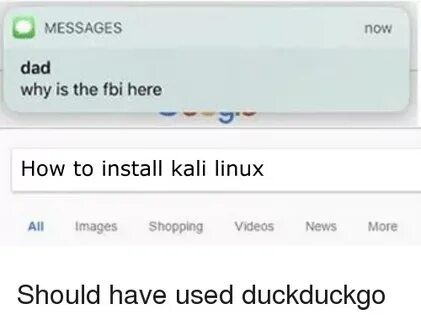 MESSAGES now
dad
why is the fbi here
How to install kali linux
All Images Shopping Videos News More
Should have used duckduckgo